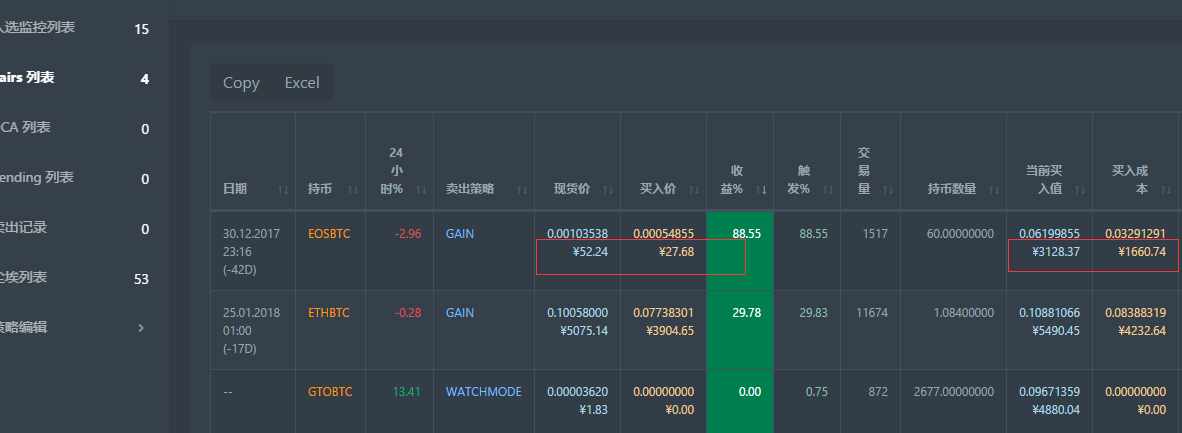 入选监控列表 15
airs 列表 4
CA 列表 0
ending 列表 0
卖出记录 0
尘埃列表 53
策略编辑
Copy Excel
日期 持币 24小时% 卖出策略 现货价 买入价 收益% 触发% 交易量 持币数量 当前买入值 买入成本
30.12.2017 EOSBTC -2.96 GAIN 0.00103538 0.00054855 88.55 88.55 1517 60.00000000 0.06199855 0.03291291
23:16 ¥52.24 ¥27.68 ¥3128.37 ¥1660.74
(-42D)
25.01.2018 ETHBTC -0.28 GAIN 0.10058000 0.07738301 29.78 29.83 11674 1.08400000 0.10881066 0.08388319
01:00 ¥5075.14 ¥3904.65 ¥5490.45 ¥4232.64
(-17D)
-- GTOBTC 13.41 WATCHMODE 0.00003620 0.00000000 0.00 0.75 872 2677.00000000 0.09671359 0.00000000
¥1.83 ¥0.00 ¥4880.04 ¥0.00